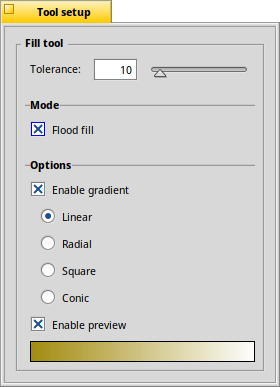 Tool setup
Fill tool
Tolerance: 10
Mode
Flood fill
Options
Enable gradient
Linear
Radial
Square
Conic
Enable preview